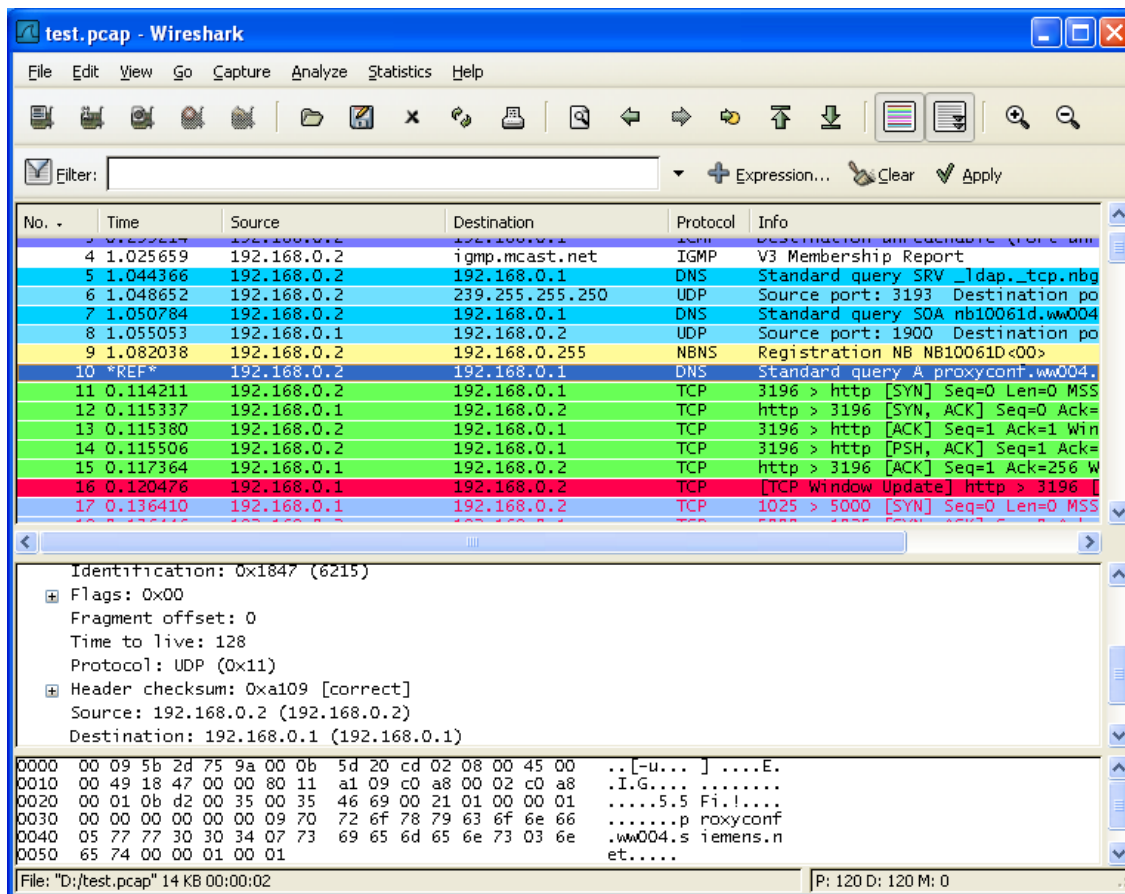 test.pcap - Wireshark
File Edit View Go Capture Analyze Statistics Help
Filter: Expression... Clear Apply
No. Time Source Destination Protocol Info
4 1.025659 192.168.0.2 igmp.mcast.net IGMP V3 Membership Report
5 1.044366 192.168.0.2 192.168.0.1 DNS Standard query SRV _ldap._tcp.nbg
6 1.048652 192.168.0.2 239.255.255.250 UDP Source port: 3193 Destination po
7 1.050784 192.168.0.2 192.168.0.1 DNS Standard query SOA nb10061d.ww004
8 1.055053 192.168.0.1 192.168.0.2 UDP Source port: 1900 Destination po
9 1.082038 192.168.0.2 192.168.0.255 NBNS Registration NB NB10061D<00>
10 *REF* 192.168.0.2 192.168.0.1 DNS Standard query A proxyconf.ww004.
11 0.114211 192.168.0.2 192.168.0.1 TCP 3196 > http [SYN] Seq=0 Len=0 MSS
12 0.115337 192.168.0.1 192.168.0.2 TCP http > 3196 [SYN, ACK] Seq=0 Ack=
13 0.115380 192.168.0.2 192.168.0.1 TCP 3196 > http [ACK] Seq=1 Ack=1 Win
14 0.115506 192.168.0.2 192.168.0.1 TCP 3196 > http [PSH, ACK] Seq=1 Ack=
15 0.117364 192.168.0.1 192.168.0.2 TCP http > 3196 [ACK] Seq=1 Ack=256 W
16 0.120476 192.168.0.1 192.168.0.2 TCP [TCP Window Update] http > 3196 [
17 0.136410 192.168.0.1 192.168.0.2 TCP 1025 > 5000 [SYN] Seq=0 Len=0 MSS
Identification: 0x1847 (6215)
Flags: 0x00
Fragment offset: 0
Time to live: 128
Protocol: UDP (0x11)
Header checksum: 0xa109 [correct]
Source: 192.168.0.2 (192.168.0.2)
Destination: 192.168.0.1 (192.168.0.1)
0000 00 09 5b 2d 75 9a 00 0b 5d 20 cd 02 08 00 45 00 ..[-u... ] ....E.
0010 00 49 18 47 00 00 80 11 a1 09 c0 a8 00 02 c0 a8 .I.G.... ........
0020 00 01 0b d2 00 35 00 35 46 69 00 21 01 00 00 01 .....5.5 Fi.!....
0030 00 00 00 00 00 00 09 70 72 6f 78 79 63 6f 6e 66 .......p roxyconf
0040 05 77 77 30 30 34 07 73 69 65 6d 65 6e 73 03 6e .ww004.s iemens.n
0050 65 74 00 00 01 00 01 et.....
File: "D:/test.pcap" 14 KB 00:00:02 P: 120 D: 120 M: 0